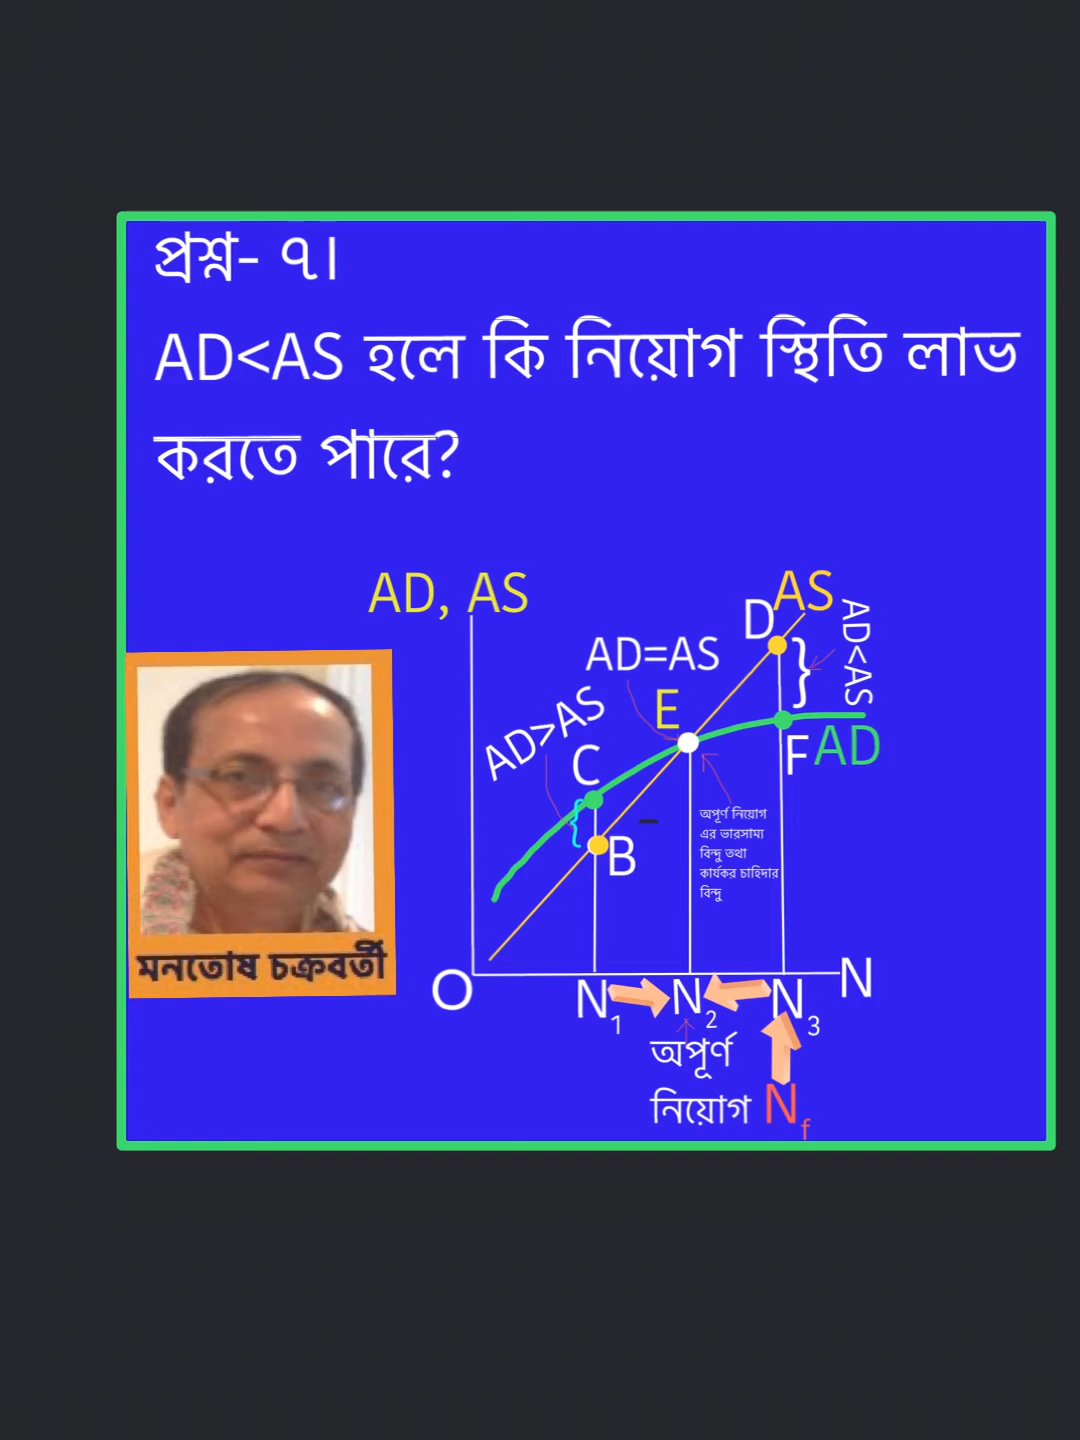 প্রশ্ন- ৭।
AD<AS হলে কি নিয়োগ স্থিতি লাভ
করতে পারে?
AD, AS
AS
D
AD<AS
AD=AS
E
AD>AS
C
F
AD
B
অপূর্ণ নিয়োগ
এর ভারসাম্য
বিন্দু তথা
কার্যকর চাহিদার
বিন্দু
মনতোষ চক্রবর্তী
O
N₁
N₂
N₃
N
অপূর্ণ
নিয়োগ
N_f